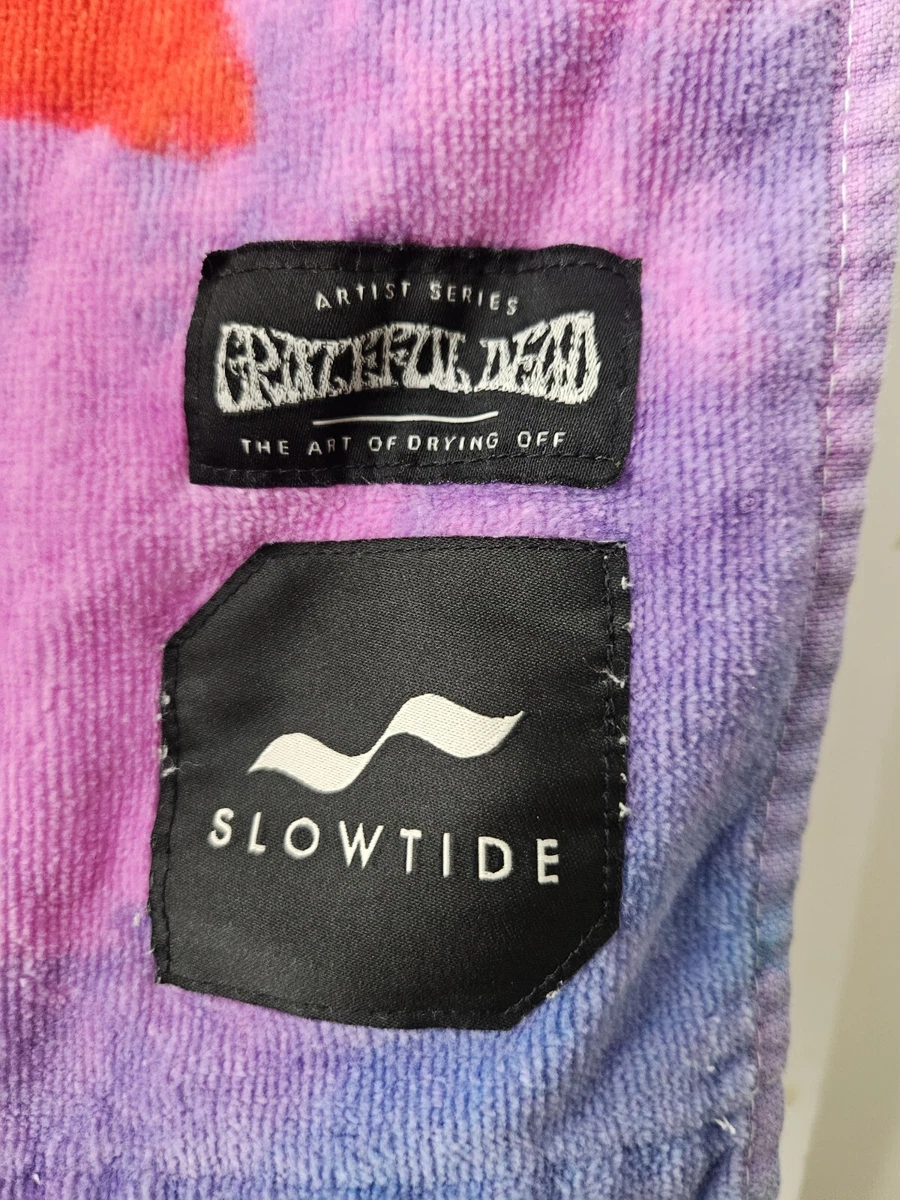 ARTIST SERIES
GRATEFUL DEAD
THE ART OF DRYING OFF
SLOWTIDE